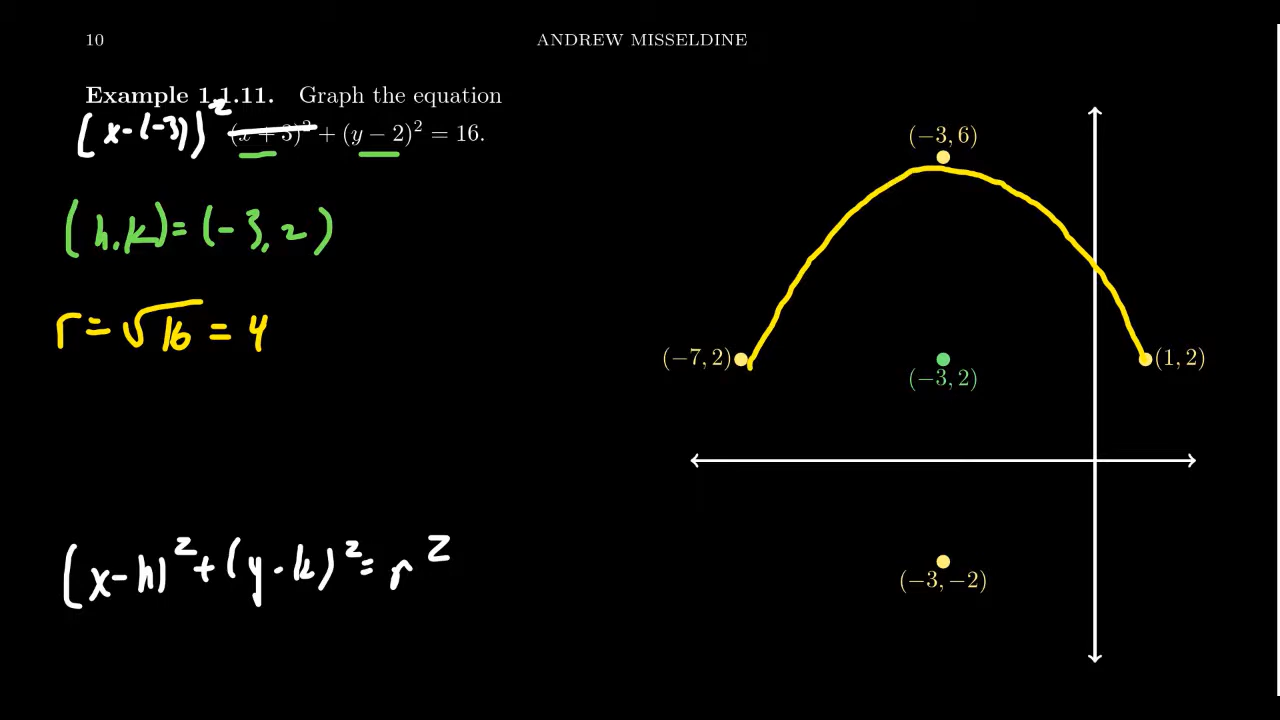 10 ANDREW MISSELDINE
Example 1.1.11. Graph the equation
(x-(-3))² (x + 3)² + (y − 2)² = 16.
(h,k)=(-3,2)
r=√16=4
(x-h)²+(y-k)²=r²
(−3, 6)
(−7, 2)
(1, 2)
(−3, 2)
(−3, −2)